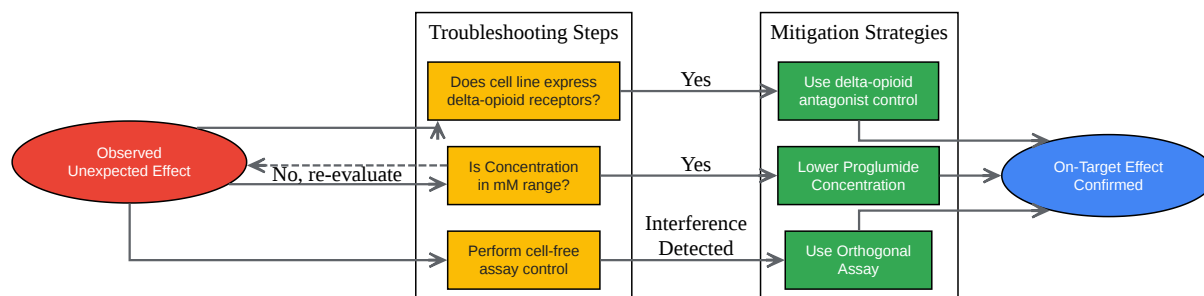 Troubleshooting Steps
Mitigation Strategies
Does cell line express
delta-opioid receptors?
Yes
Use delta-opioid
antagonist control
Observed
Unexpected Effect
No, re-evaluate
Is Concentration
in mM range?
Yes
Lower Proglumide
Concentration
On-Target Effect
Confirmed
Perform cell-free
assay control
Interference
Detected
Use Orthogonal
Assay